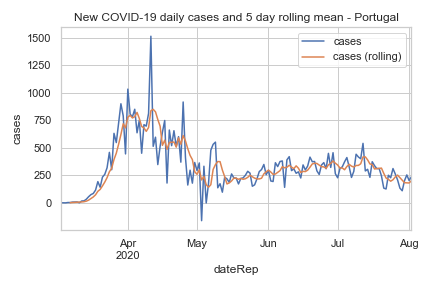 New COVID-19 daily cases and 5 day rolling mean - Portugal
cases
cases (rolling)
1500
1250
1000
750
500
250
0
cases
Apr
2020
May
Jun
Jul
Aug
dateRep